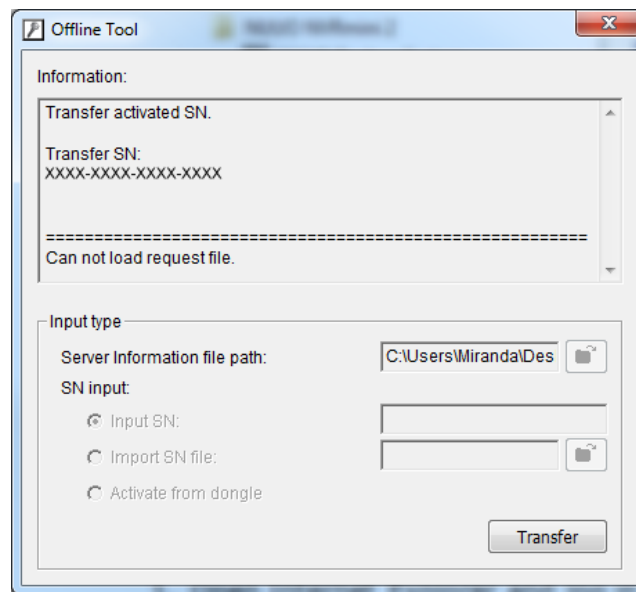 Offline Tool
Information:
Transfer activated SN.
Transfer SN:
XXXX-XXXX-XXXX-XXXX
========================================================
Can not load request file.
Input type
Server Information file path:
C:\Users\Miranda\Des
SN input:
Input SN:
Import SN file:
Activate from dongle
Transfer